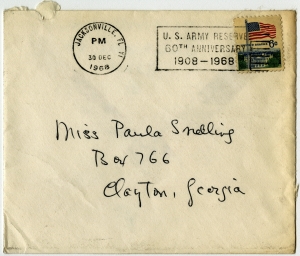 JACKSONVILLE, FL
PM
30 DEC
1968
U.S. ARMY RESERVE
60TH ANNIVERSARY
1908-1968
6¢
Miss Paula Snelling
Box 766
Clayton, Georgia